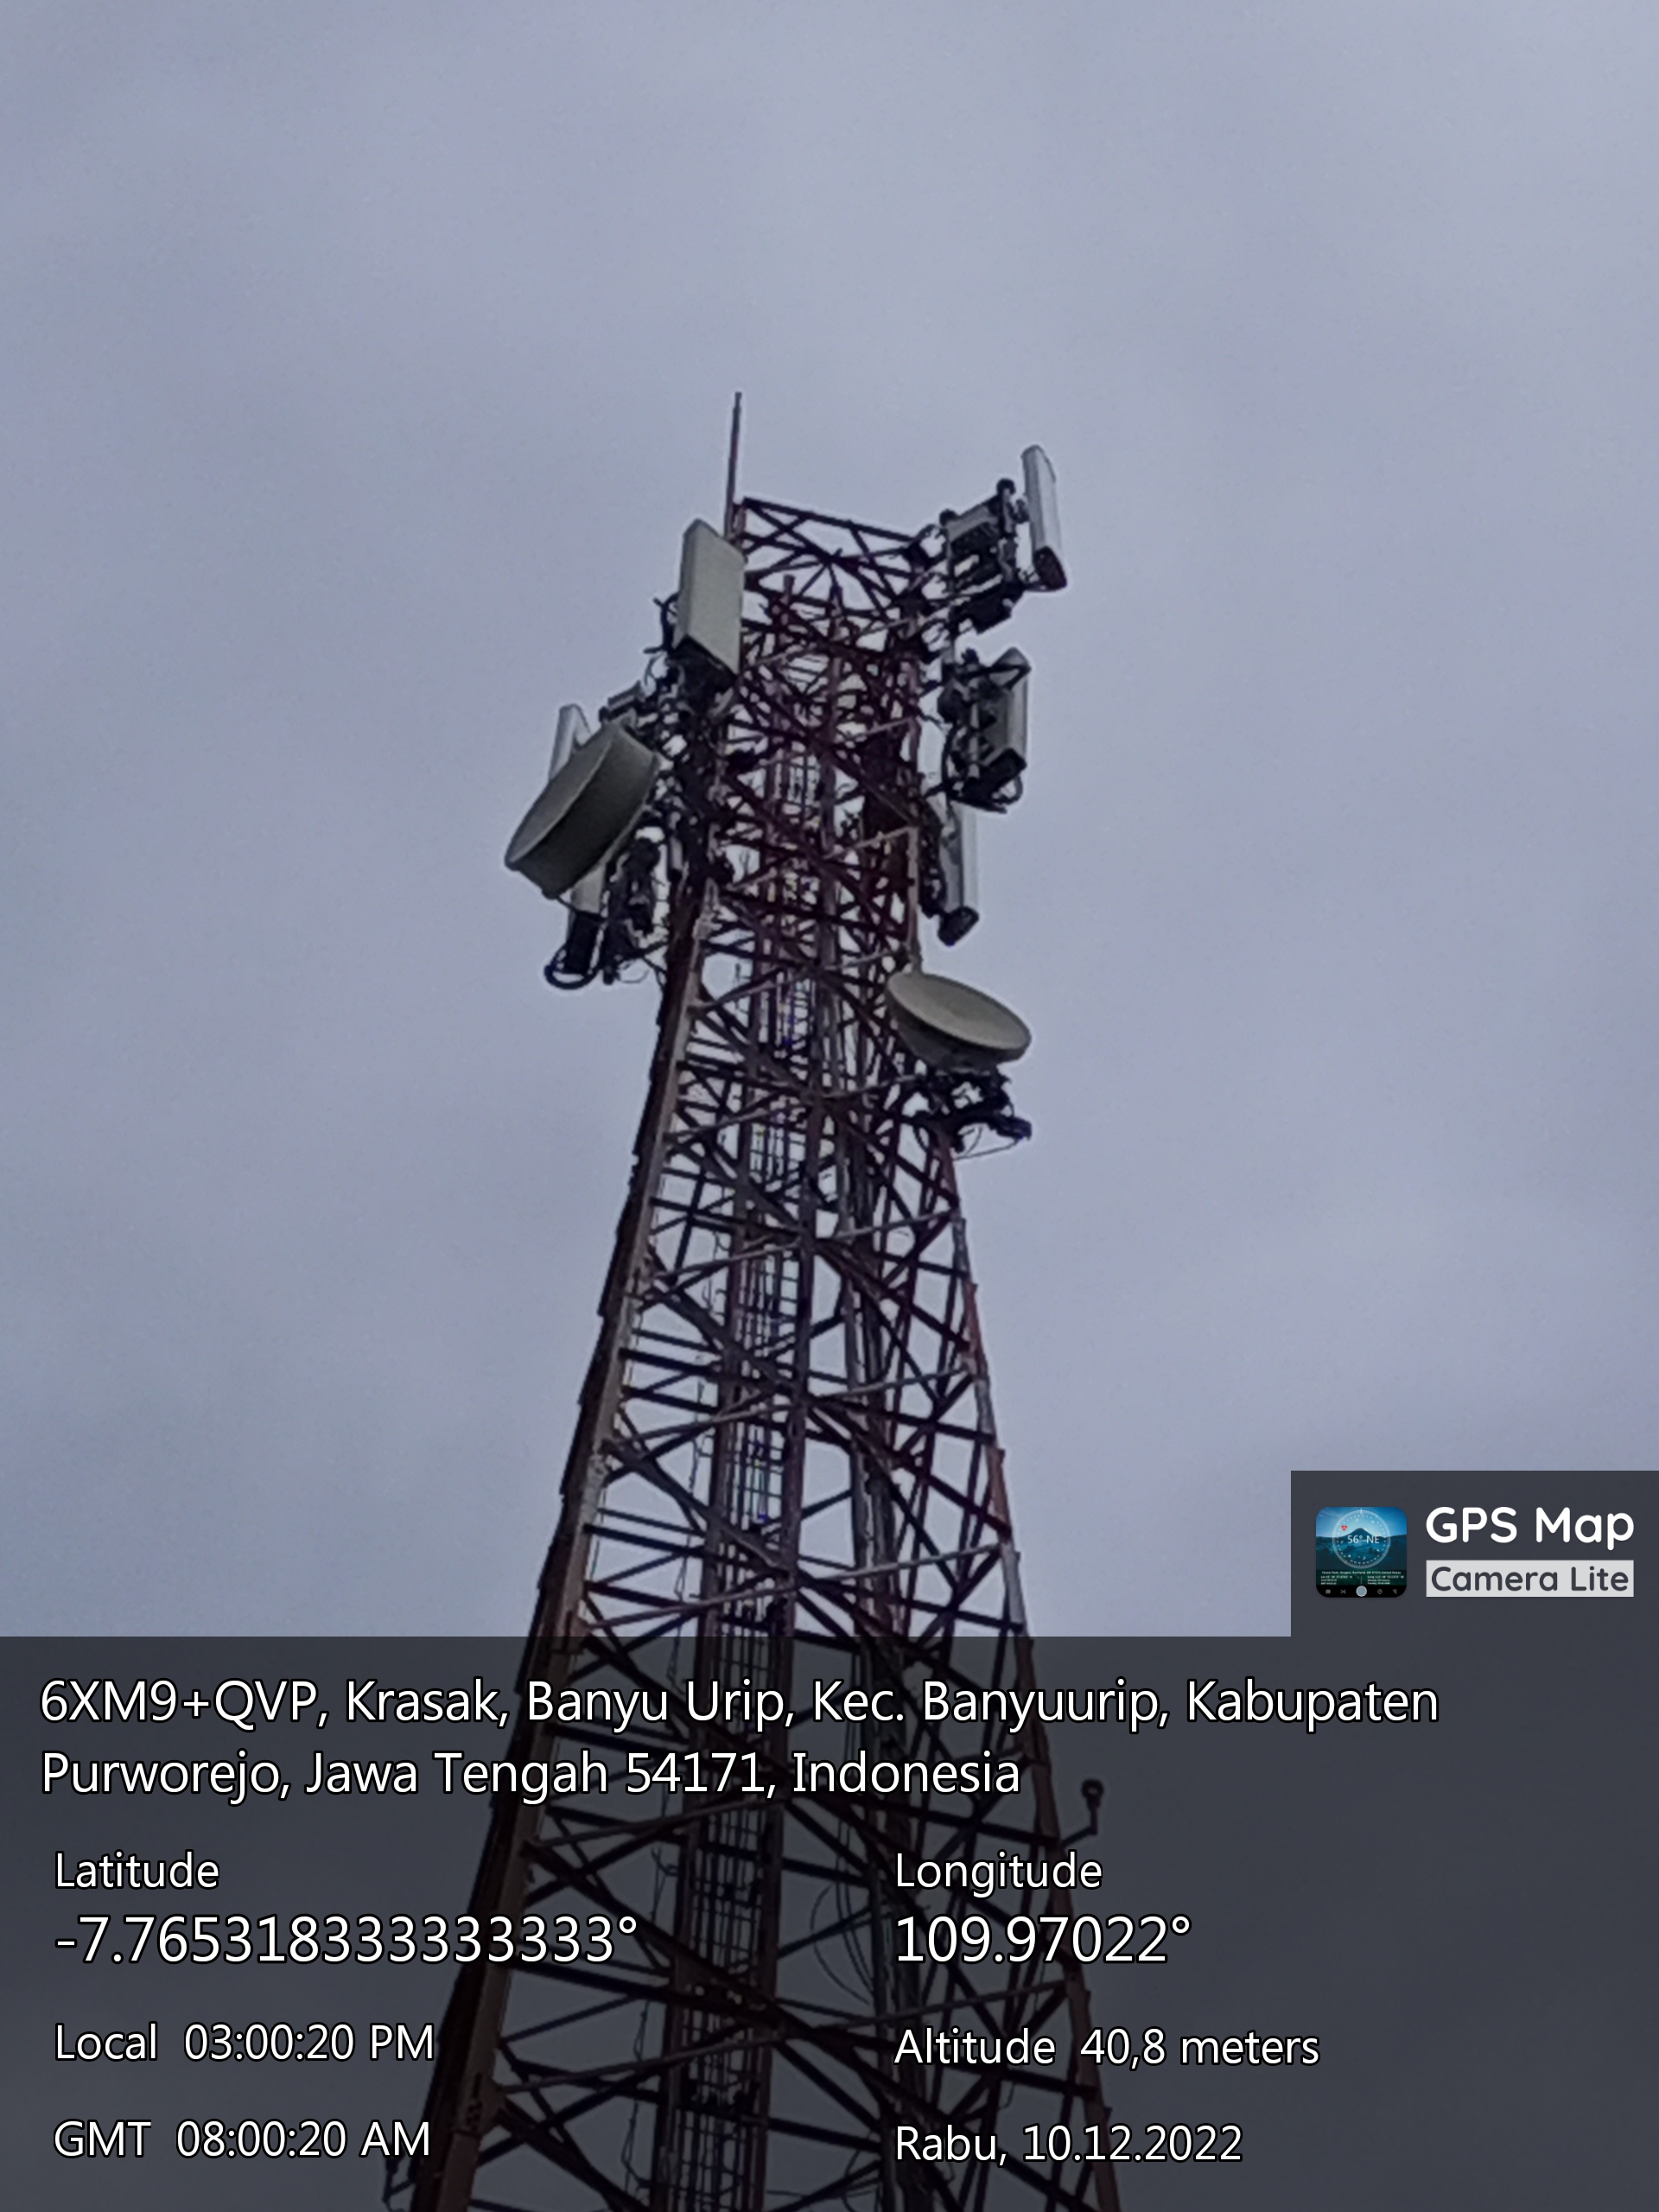 GPS Map
Camera Lite
6XM9+QVP, Krasak, Banyu Urip, Kec. Banyuurip, Kabupaten
Purworejo, Jawa Tengah 54171, Indonesia
Latitude
-7.765318333333333°
Longitude
109.97022°
Local 03:00:20 PM
Altitude 40,8 meters
GMT 08:00:20 AM
Rabu, 10.12.2022